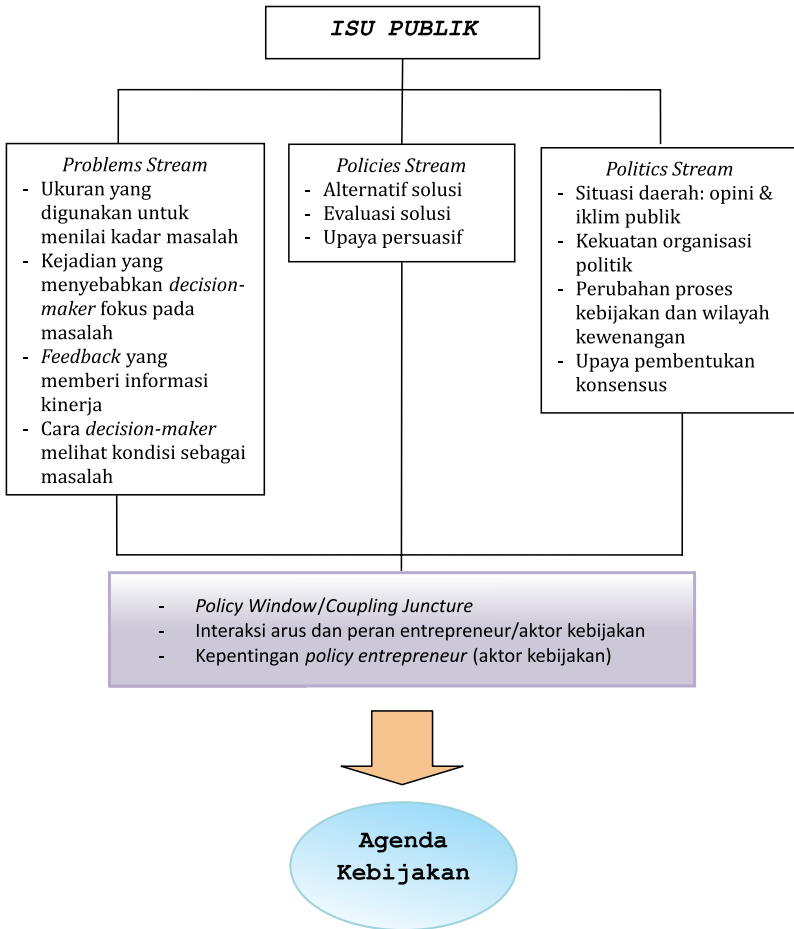 ISU PUBLIK
Problems Stream
- Ukuran yang
digunakan untuk
menilai kadar masalah
- Kejadian yang
menyebabkan decision-
maker fokus pada
masalah
- Feedback yang
memberi informasi
kinerja
- Cara decision-maker
melihat kondisi sebagai
masalah
Policies Stream
- Alternatif solusi
- Evaluasi solusi
- Upaya persuasif
Politics Stream
- Situasi daerah: opini &
iklim publik
- Kekuatan organisasi
politik
- Perubahan proses
kebijakan dan wilayah
kewenangan
- Upaya pembentukan
konsensus
- Policy Window/Coupling Juncture
- Interaksi arus dan peran entrepreneur/aktor kebijakan
- Kepentingan policy entrepreneur (aktor kebijakan)
Agenda
Kebijakan